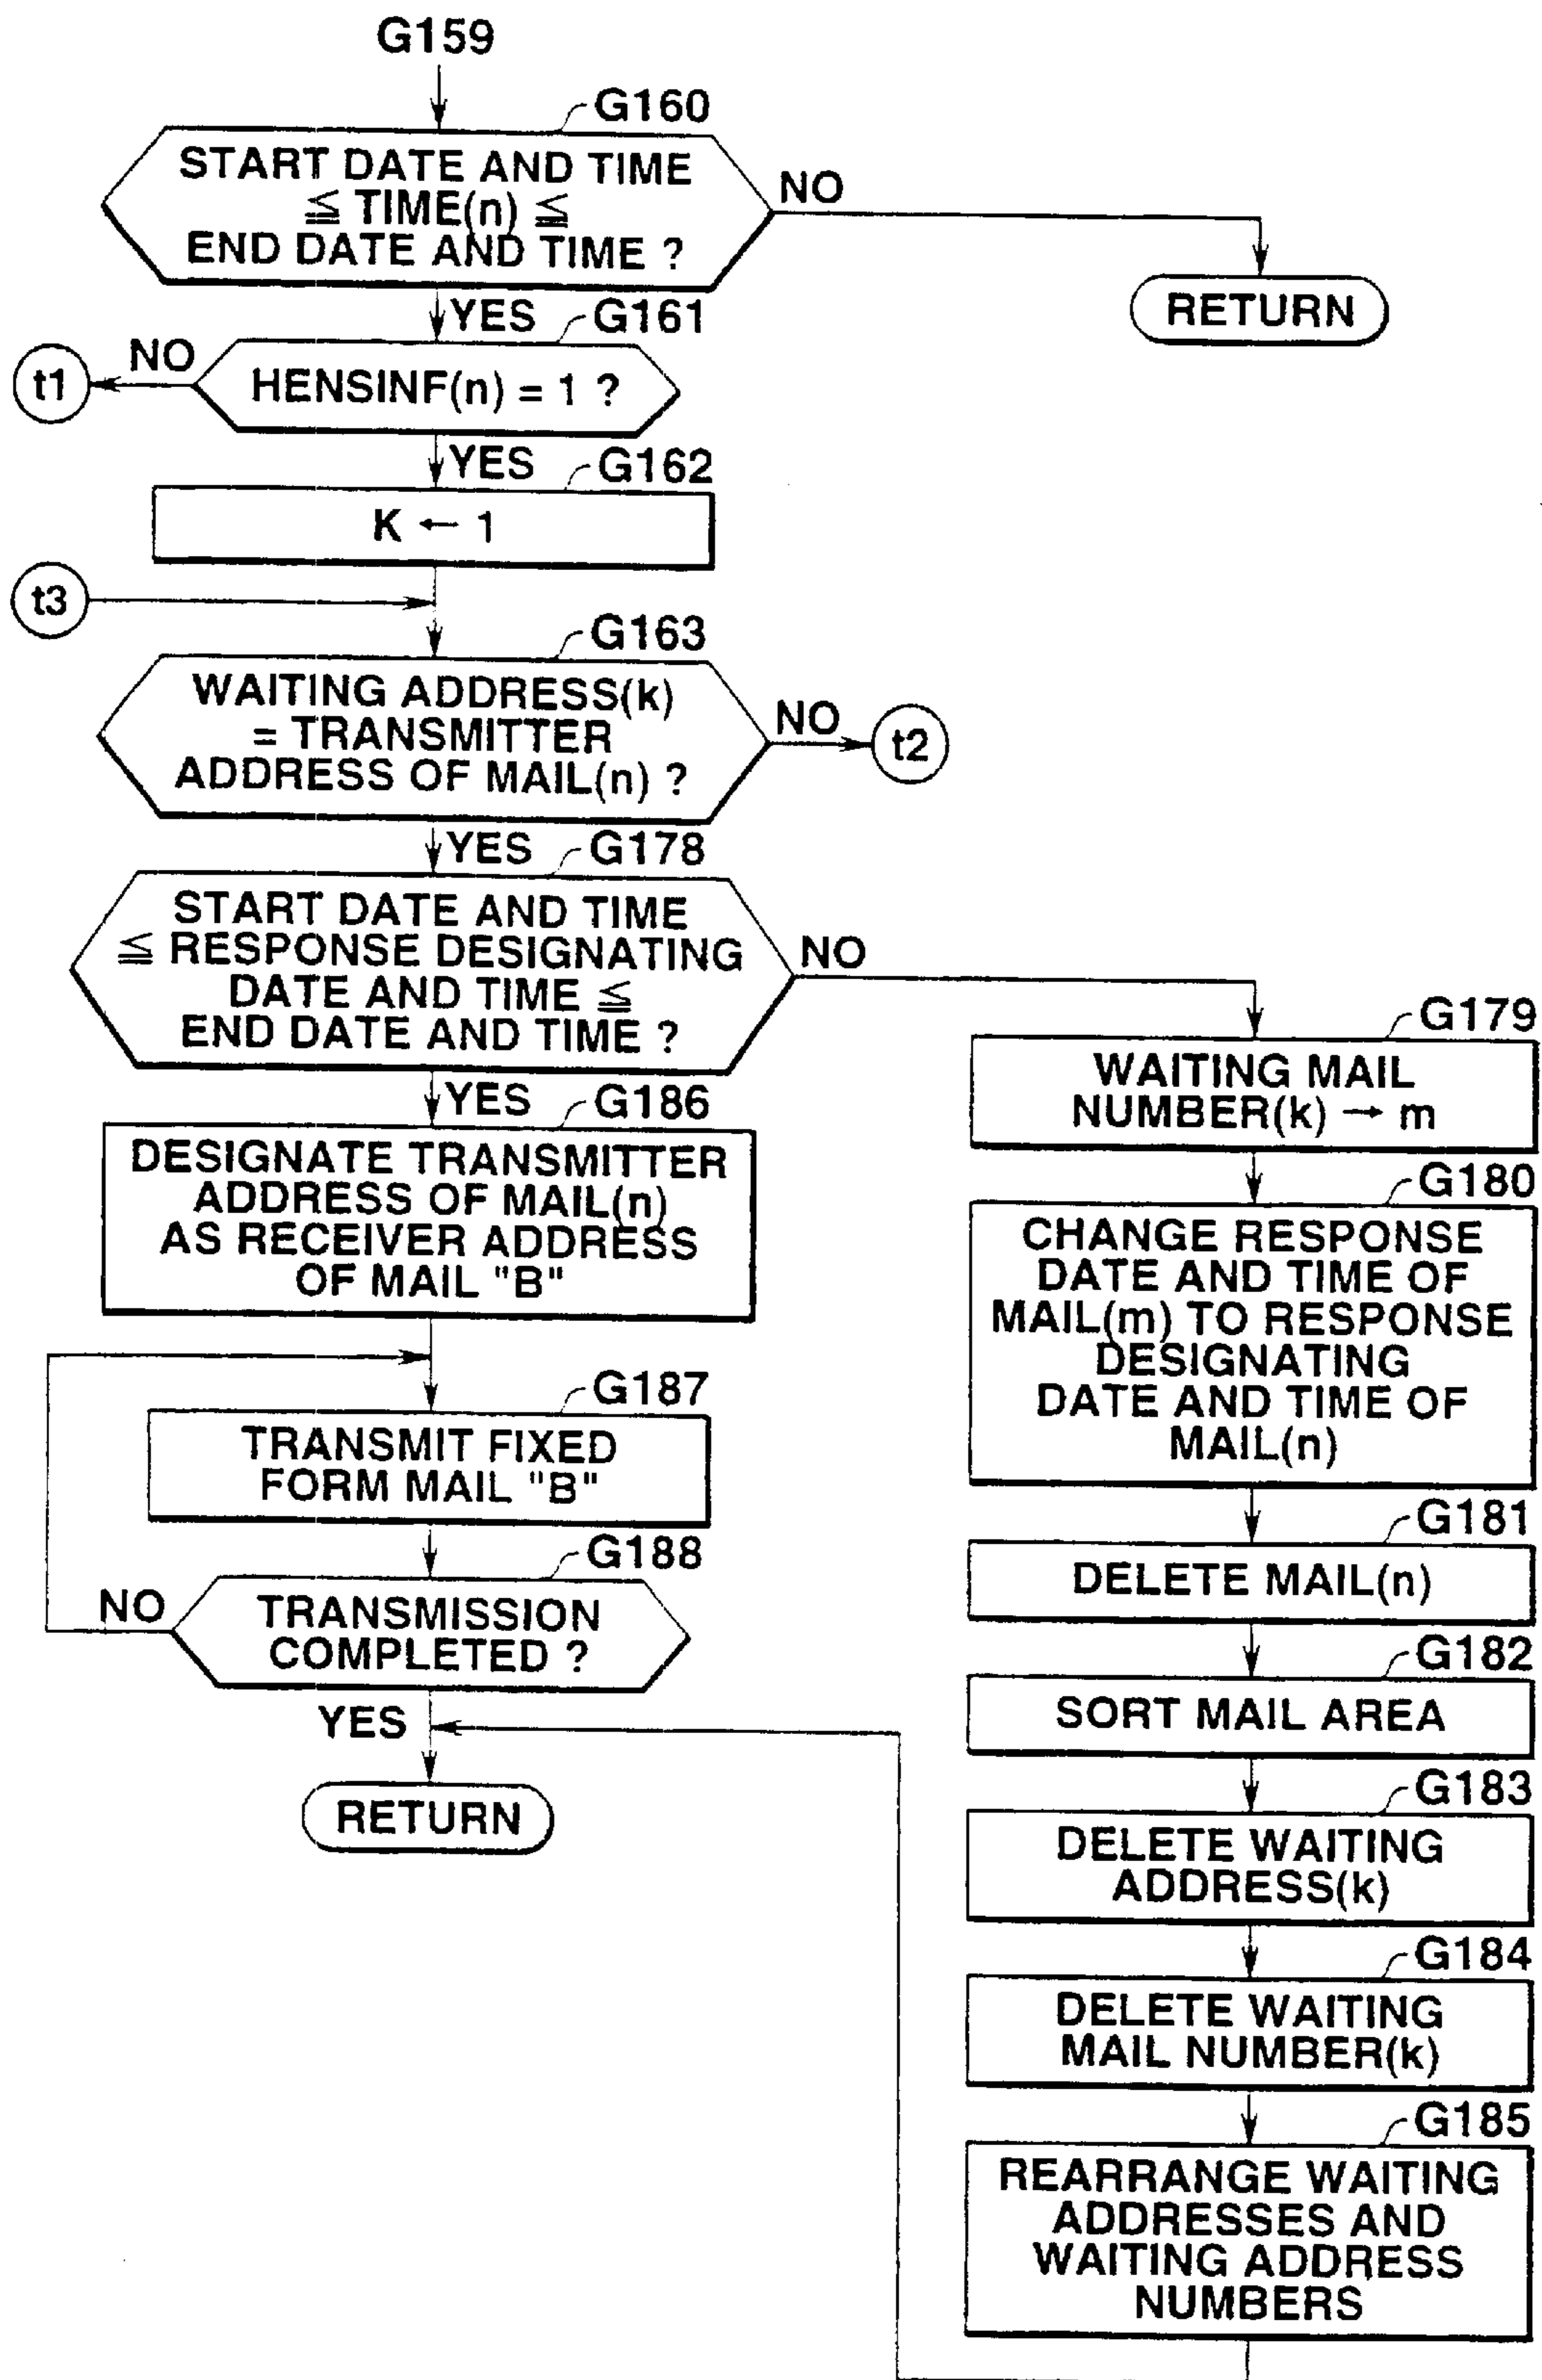 G159
G160
START DATE AND TIME
≦ TIME(n) ≦
END DATE AND TIME ?
NO
RETURN
YES
G161
HENSINF(n) = 1 ?
NO
t1
YES
G162
K ← 1
t3
G163
WAITING ADDRESS(k)
= TRANSMITTER
ADDRESS OF MAIL(n) ?
NO
t2
YES
G178
START DATE AND TIME
≦ RESPONSE DESIGNATING
DATE AND TIME ≦
END DATE AND TIME ?
NO
YES
G186
DESIGNATE TRANSMITTER
ADDRESS OF MAIL(n)
AS RECEIVER ADDRESS
OF MAIL "B"
G187
TRANSMIT FIXED
FORM MAIL "B"
G188
TRANSMISSION
COMPLETED ?
NO
YES
RETURN
G179
WAITING MAIL
NUMBER(k) → m
G180
CHANGE RESPONSE
DATE AND TIME OF
MAIL(m) TO RESPONSE
DESIGNATING
DATE AND TIME OF
MAIL(n)
G181
DELETE MAIL(n)
G182
SORT MAIL AREA
G183
DELETE WAITING
ADDRESS(k)
G184
DELETE WAITING
MAIL NUMBER(k)
G185
REARRANGE WAITING
ADDRESSES AND
WAITING ADDRESS
NUMBERS